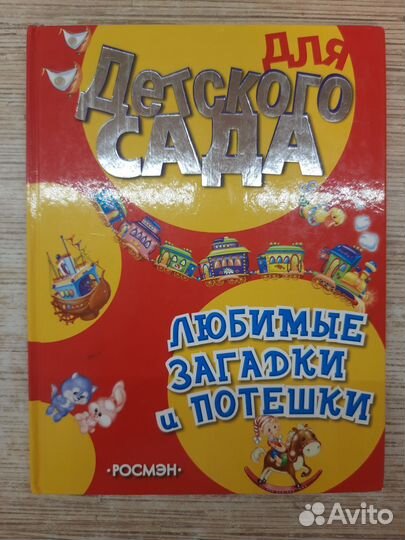 Для
Детского
САДА
ЛЮБИМЫЕ
ЗАГАДКИ
и ПОТЕШКИ
·РОСМЭН·
Avito